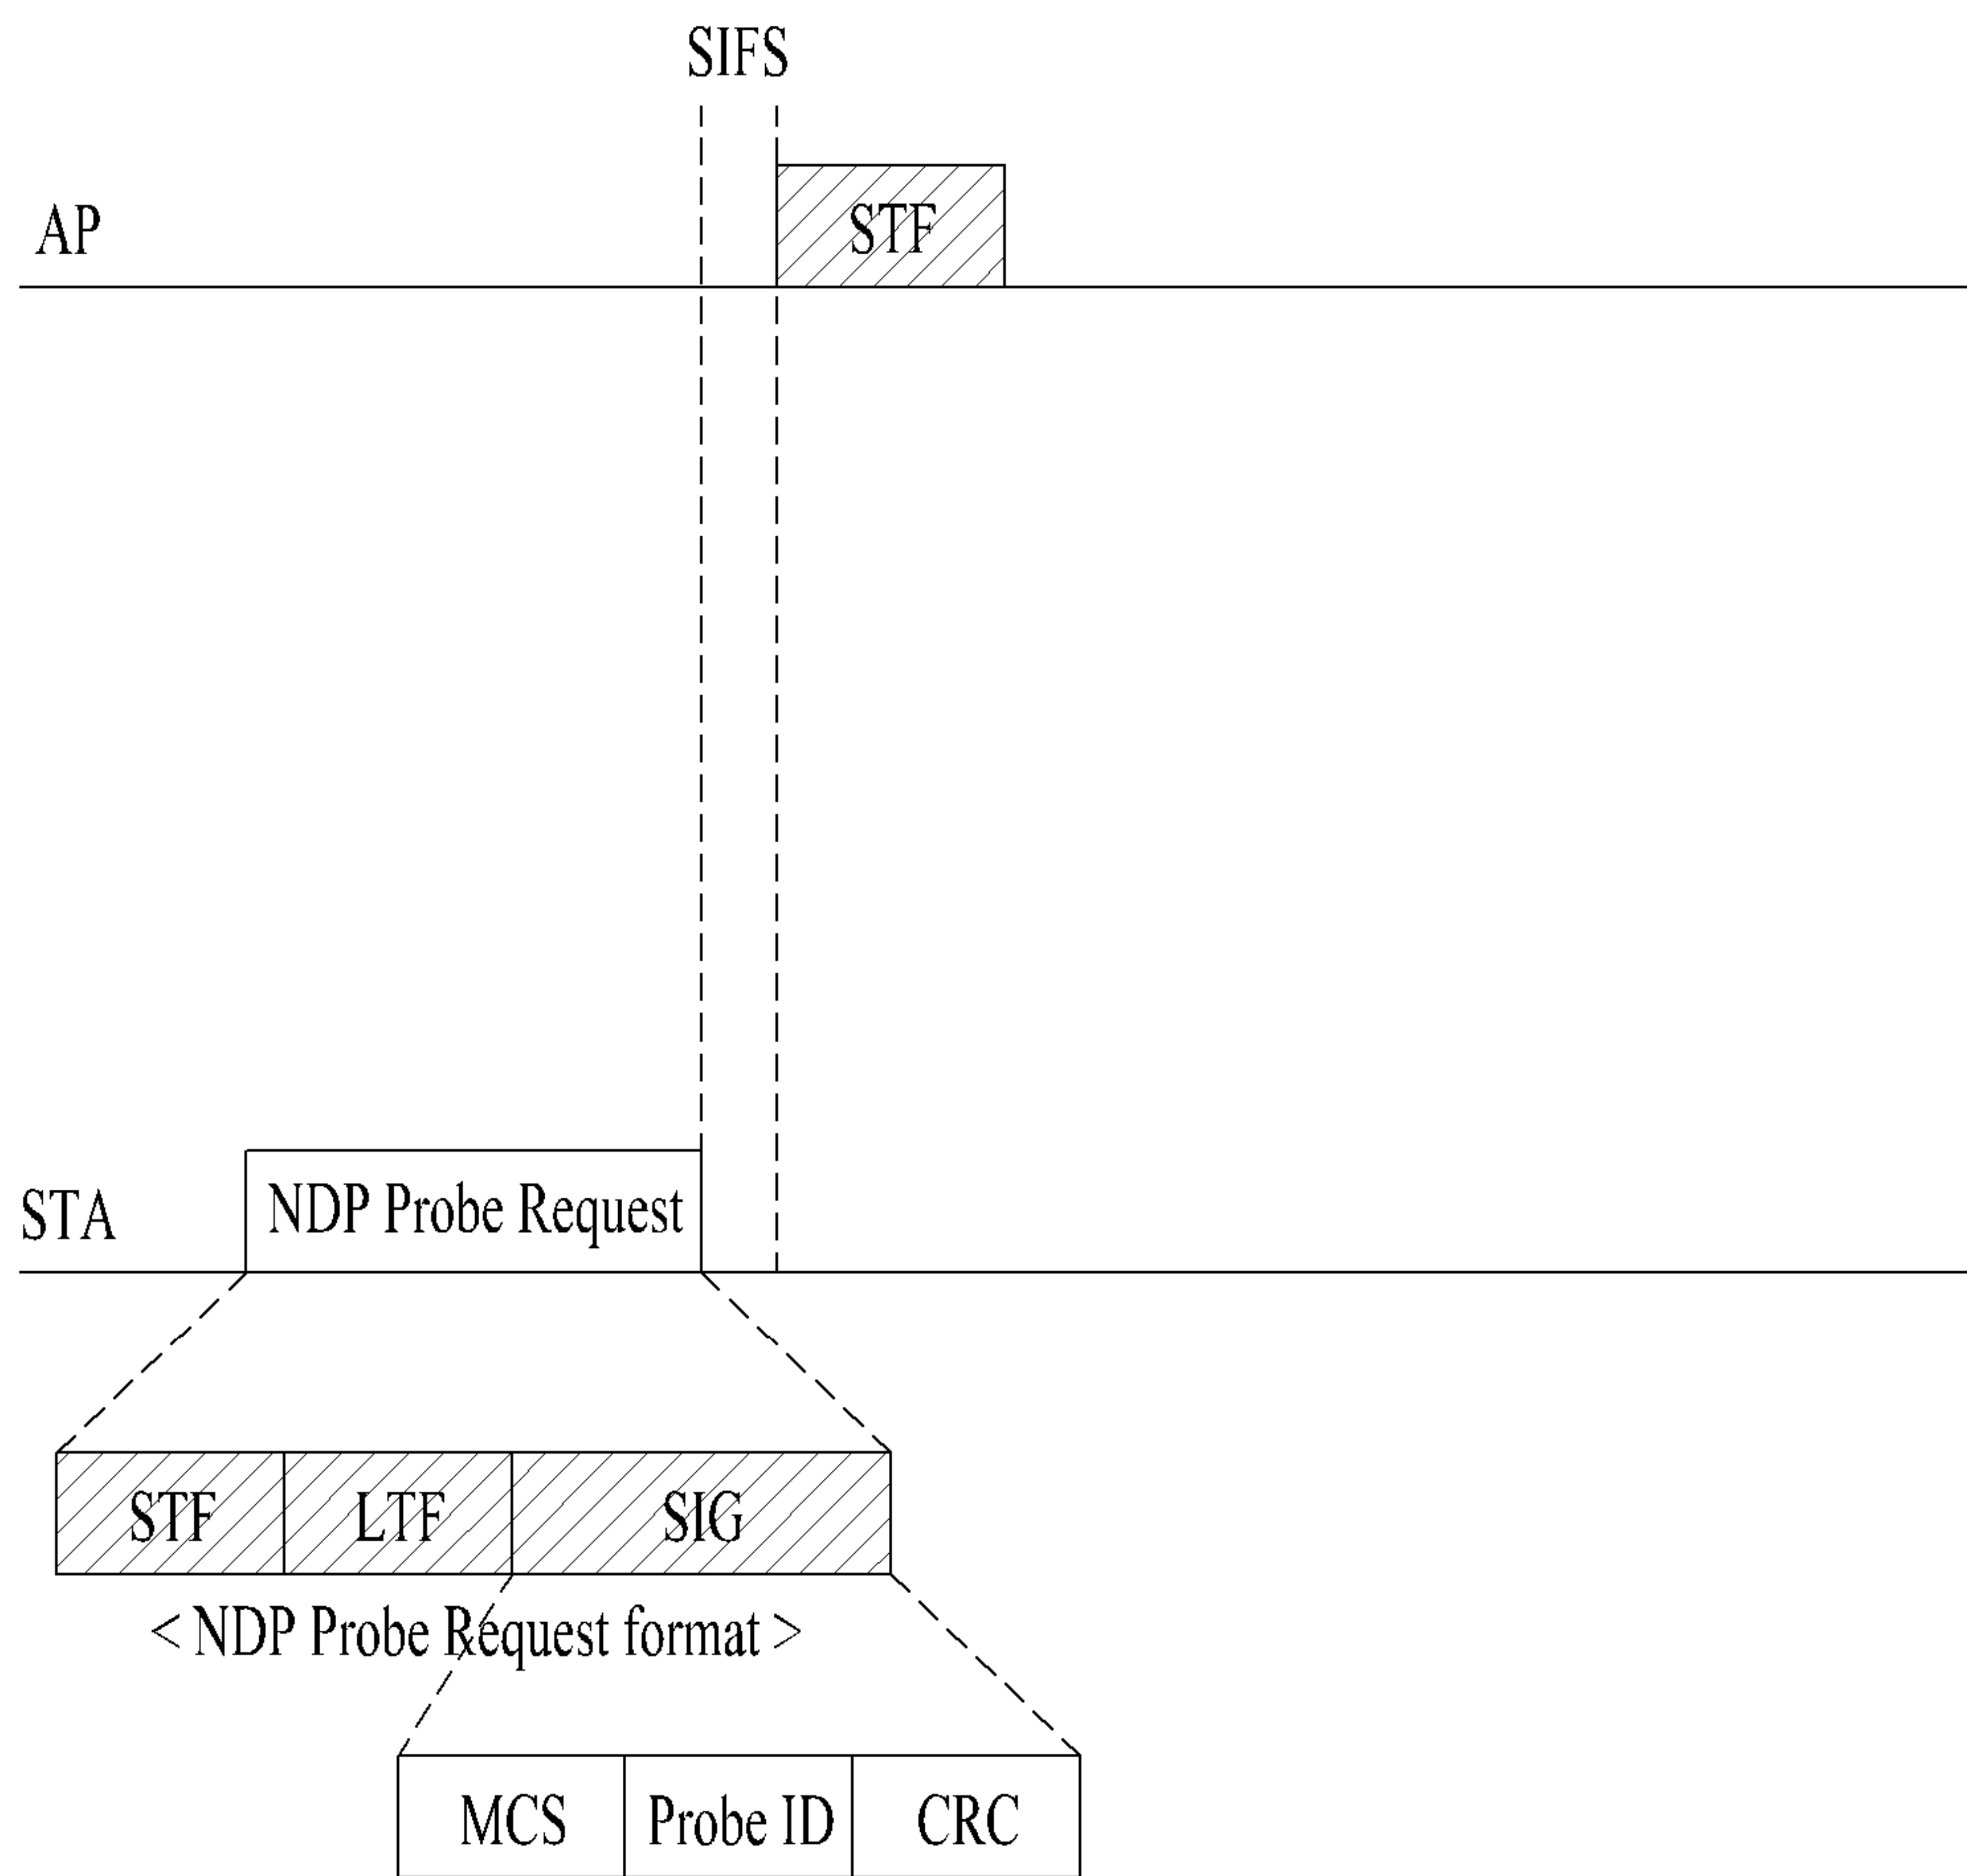 SIFS
AP
STF
STA
NDP Probe Request
STF LTF SIG
< NDP Probe Request format >
MCS Probe ID CRC